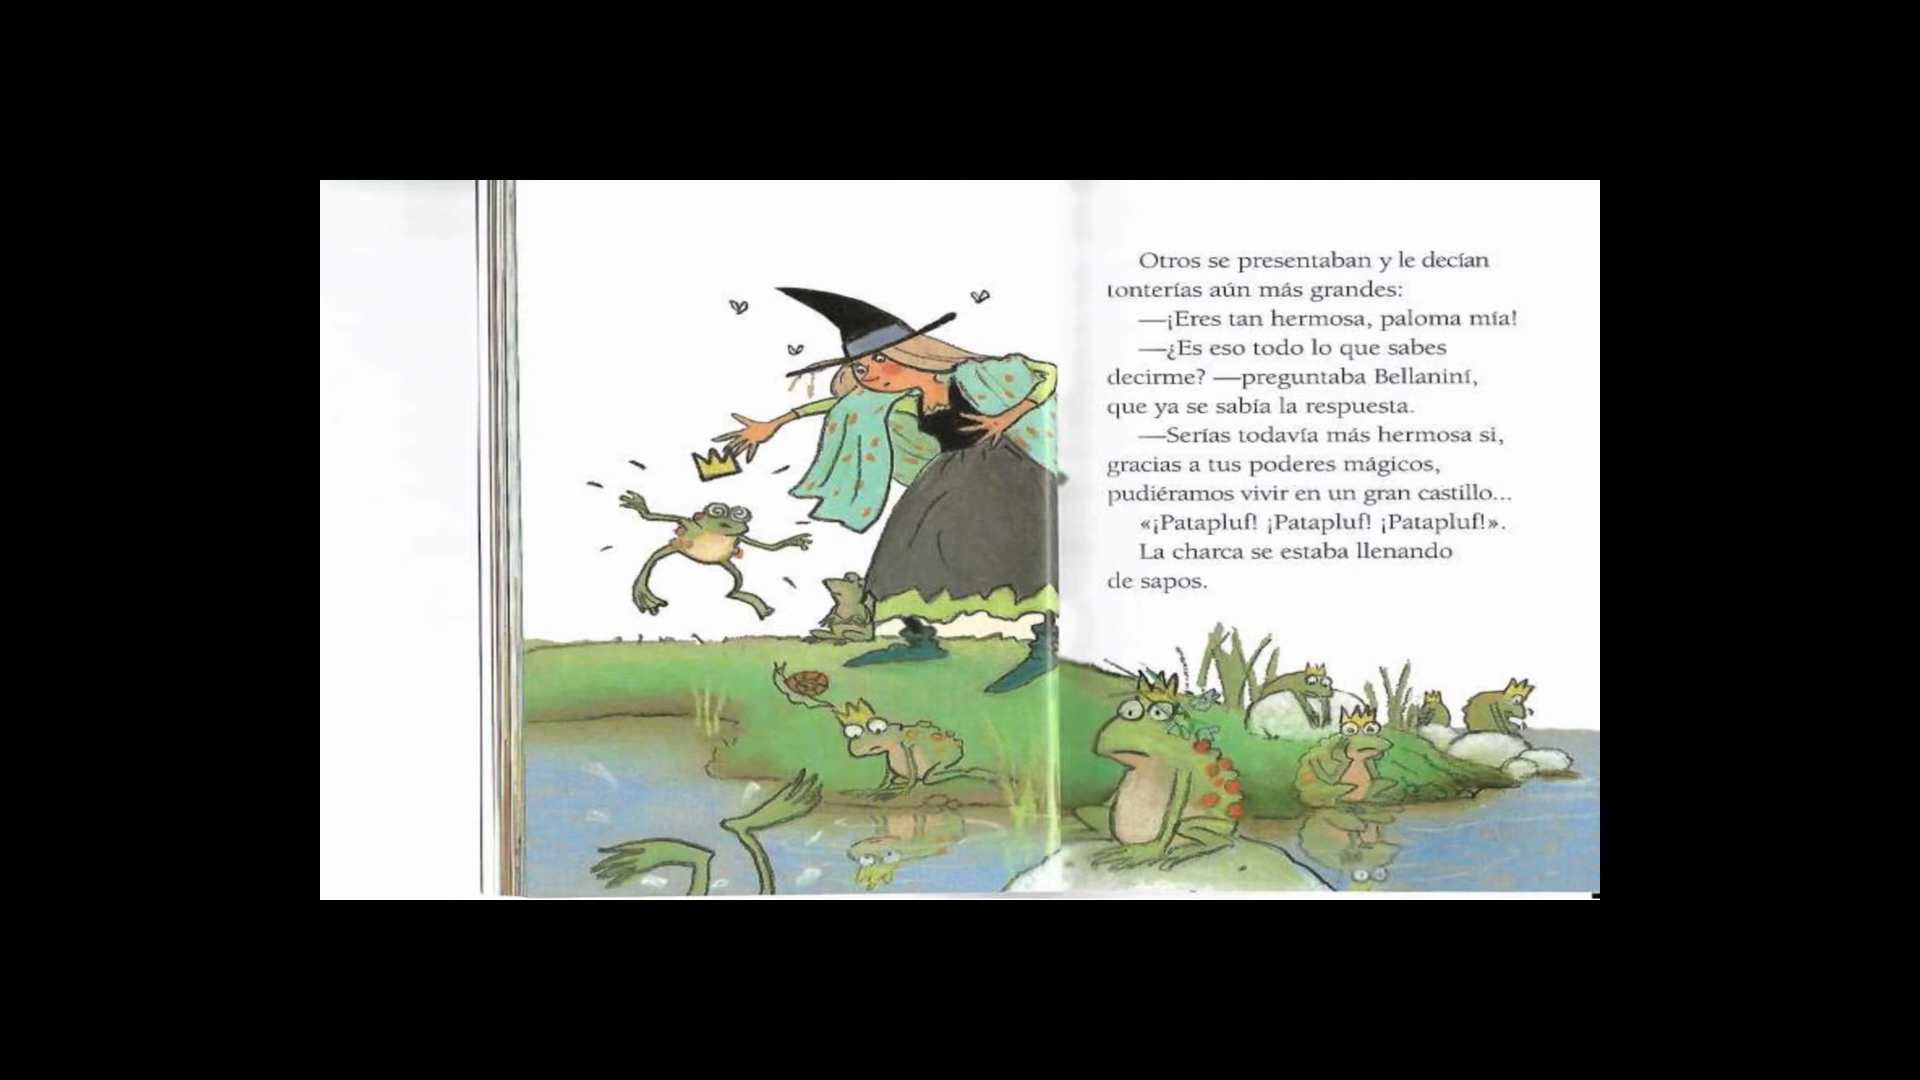 Otros se presentaban y le decían
tonterías aún más grandes:
—¡Eres tan hermosa, paloma mía!
—¿Es eso todo lo que sabes
decirme? —preguntaba Bellaniní,
que ya se sabía la respuesta.
—Serías todavía más hermosa si,
gracias a tus poderes mágicos,
pudiéramos vivir en un gran castillo...
«¡Patapluf! ¡Patapluf! ¡Patapluf!».
La charca se estaba llenando
de sapos.